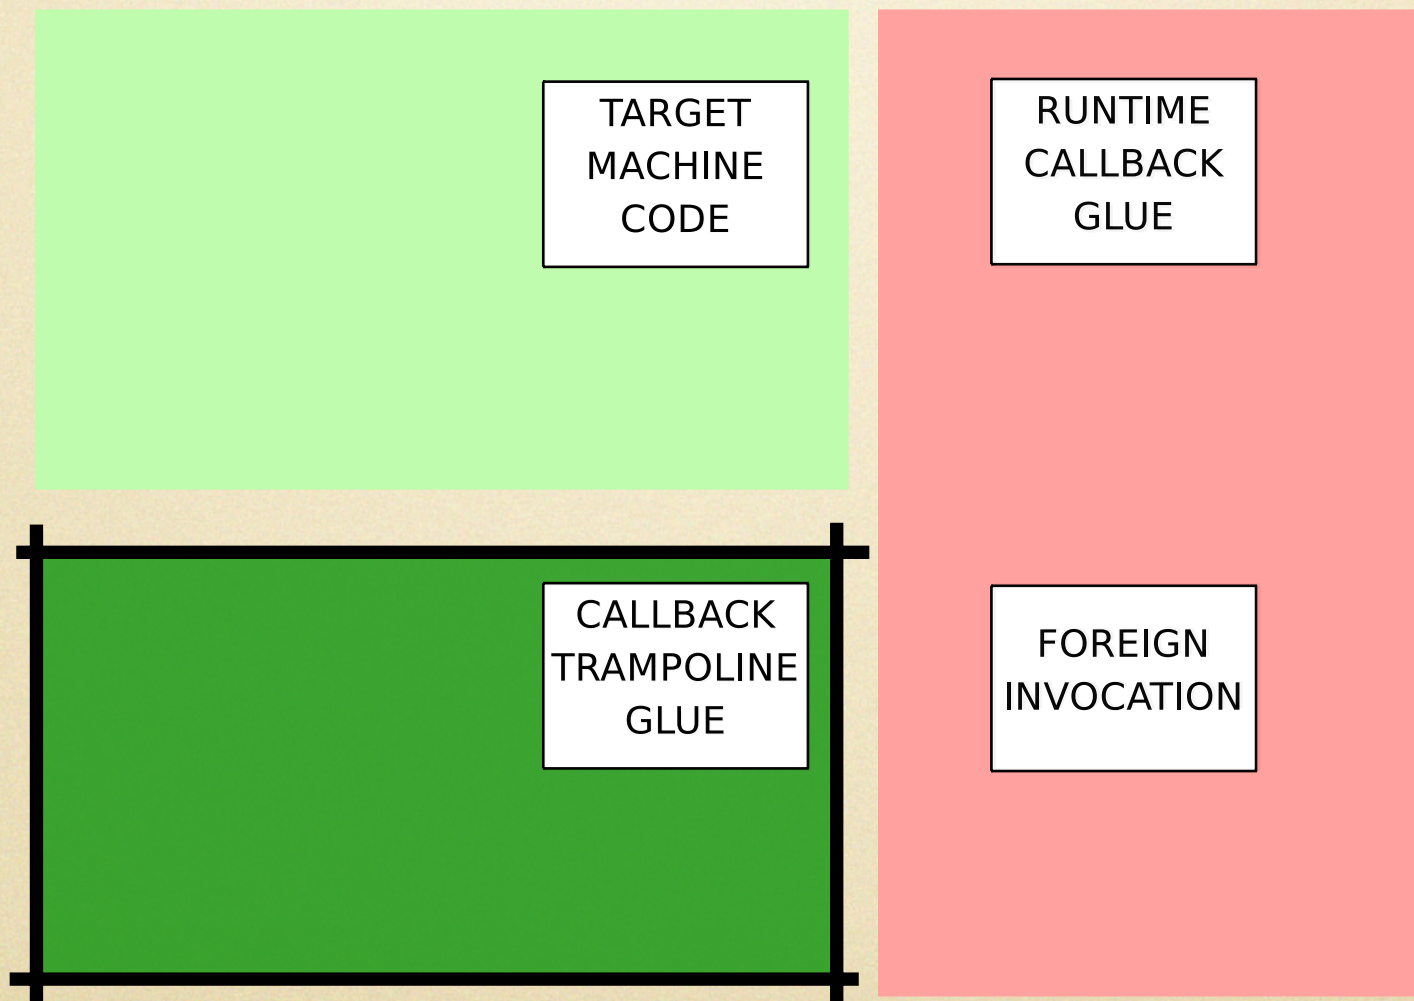 TARGET
MACHINE
CODE
RUNTIME
CALLBACK
GLUE
CALLBACK
TRAMPOLINE
GLUE
FOREIGN
INVOCATION